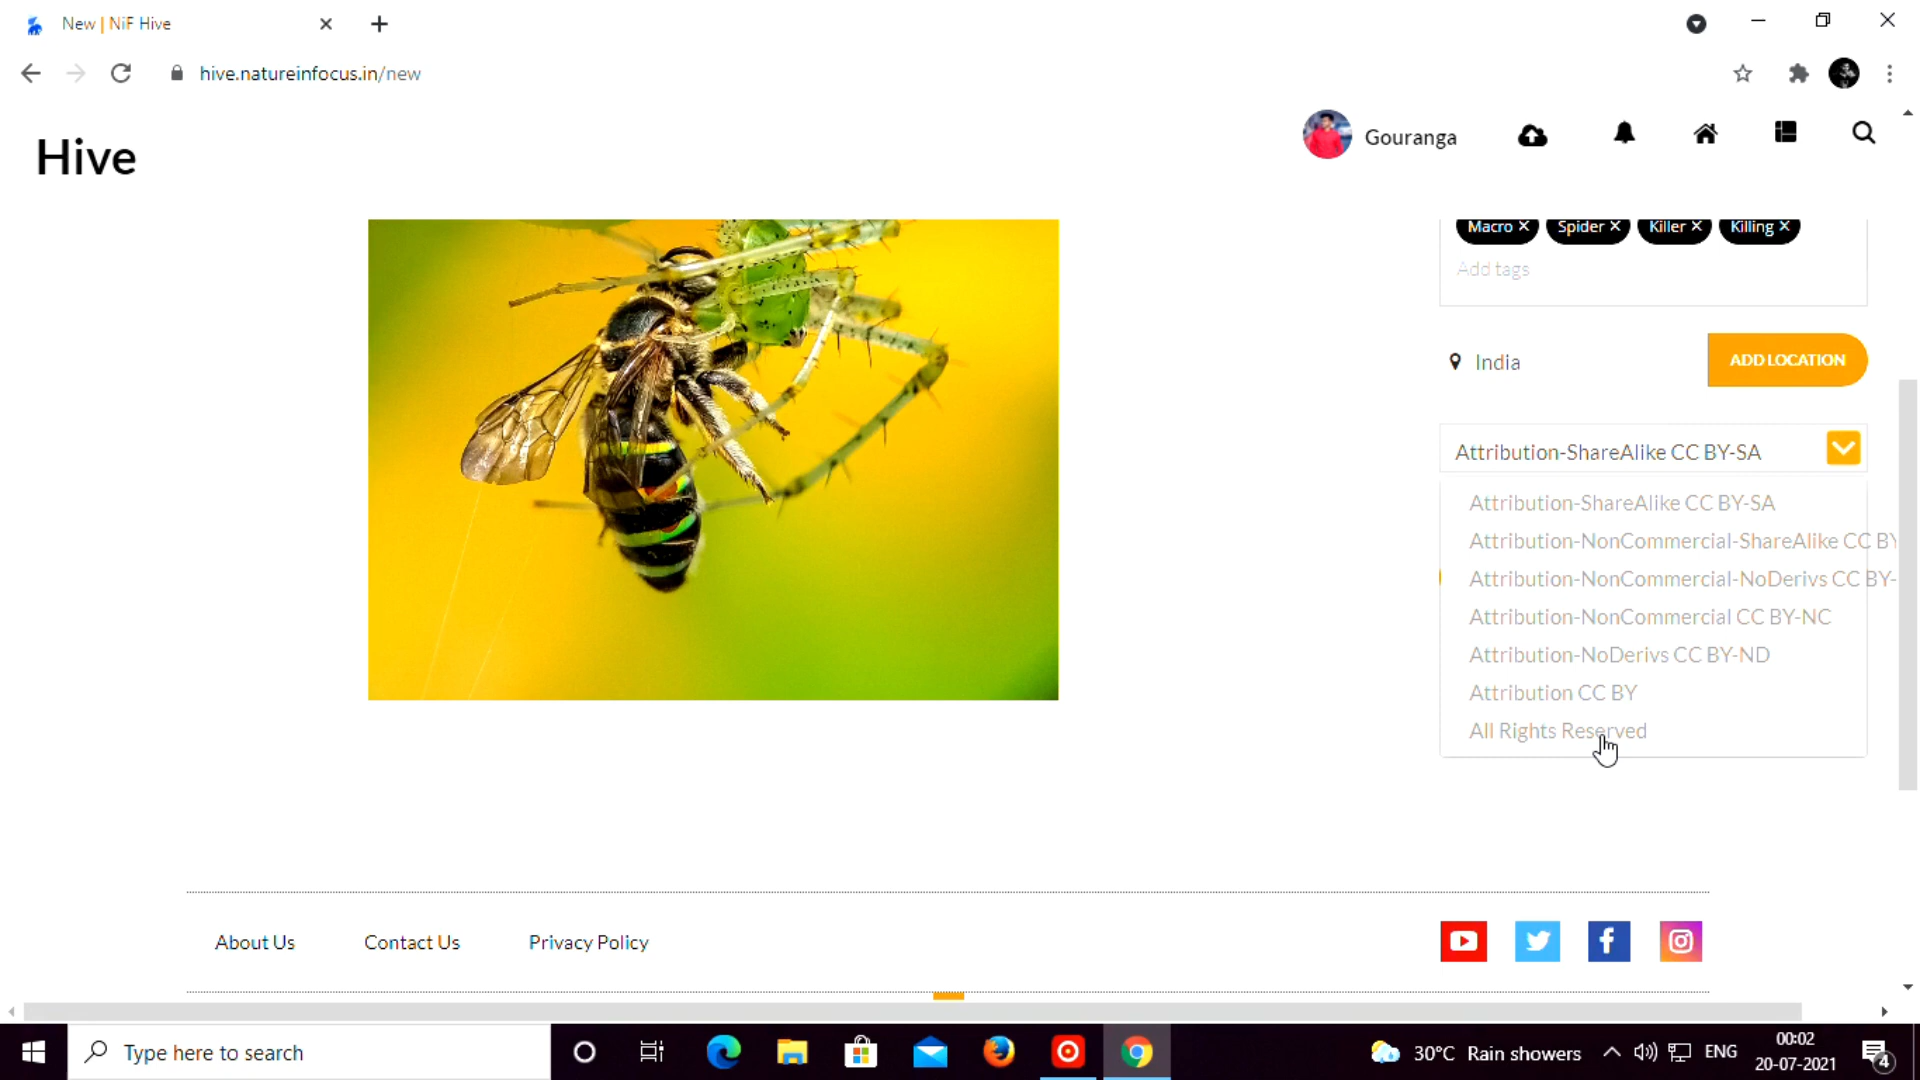 New | NiF Hive
hive.natureinfocus.in/new
Hive
Gouranga
Macro × Spider × Killer × Killing ×
Add tags
India
ADD LOCATION
Attribution-ShareAlike CC BY-SA
Attribution-ShareAlike CC BY-SA
Attribution-NonCommercial-ShareAlike CC BY
Attribution-NonCommercial-NoDerivs CC BY-
Attribution-NonCommercial CC BY-NC
Attribution-NoDerivs CC BY-ND
Attribution CC BY
All Rights Reserved
About Us Contact Us Privacy Policy
Type here to search
30°C Rain showers
ENG
00:02
20-07-2021
4